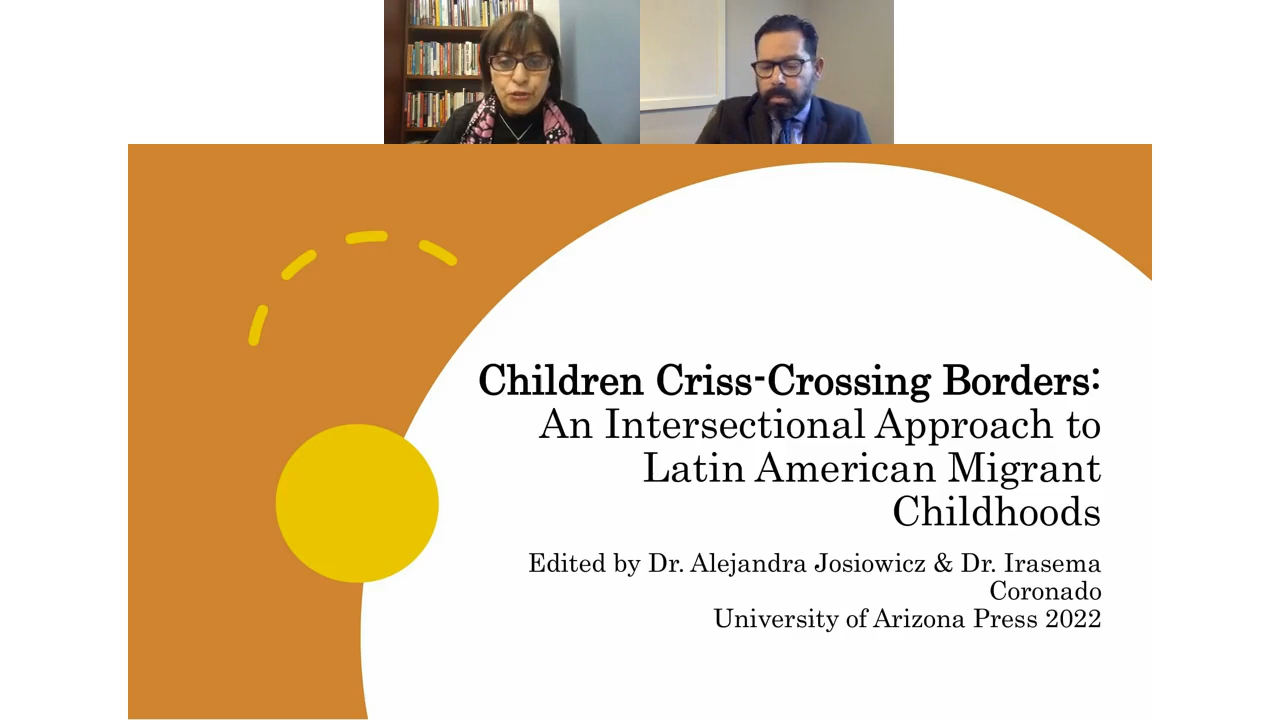 Children Criss-Crossing Borders:
An Intersectional Approach to
Latin American Migrant
Childhoods
Edited by Dr. Alejandra Josiowicz & Dr. Irasema
Coronado
University of Arizona Press 2022